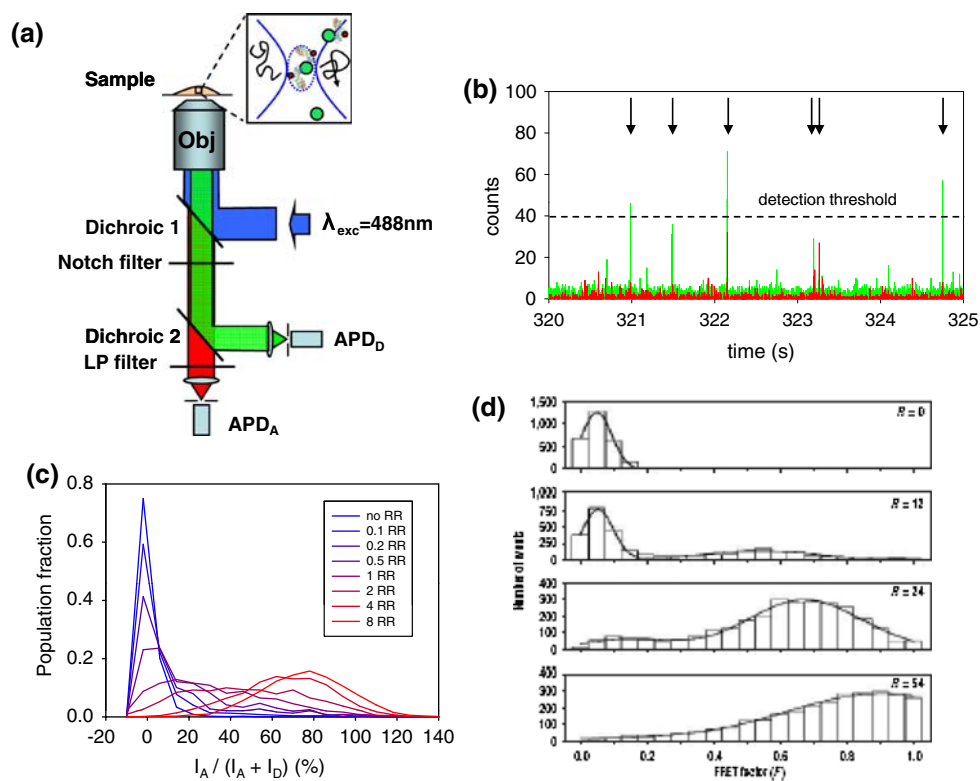 (a)
Sample
Obj
Dichroic 1
λexc=488nm
Notch filter
Dichroic 2
LP filter
APDD
APDA
(b)
100
80
60
40
20
0
counts
detection threshold
320 321 322 323 324 325
time (s)
(c)
0.8
0.6
0.4
0.2
0.0
Population fraction
no RR
0.1 RR
0.2 RR
0.5 RR
1 RR
2 RR
4 RR
8 RR
-20 0 20 40 60 80 100 120 140
IA / (IA + ID) (%)
(d)
1,500
1,000
500
0
R = 0
1,000
750
500
250
0
R = 12
400
300
200
100
0
R = 24
400
300
200
100
0
R = 54
Number of events
0.0 0.2 0.4 0.6 0.8 1.0
FRET factor (F)